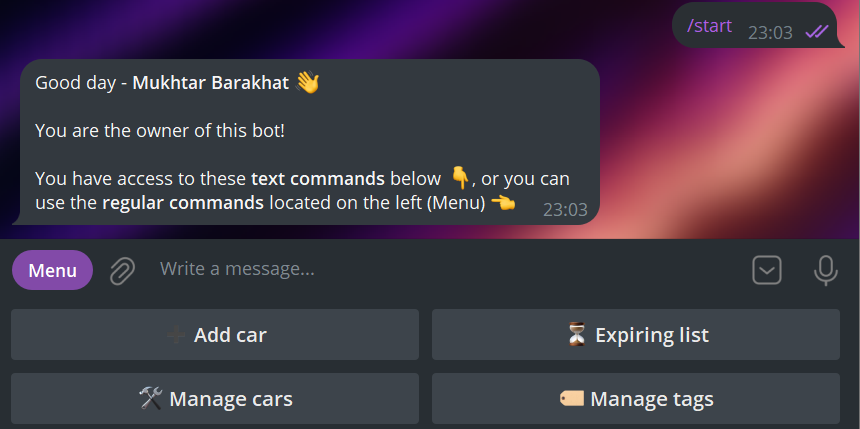 /start 23:03
Good day - Mukhtar Barakhat 👋
You are the owner of this bot!
You have access to these text commands below 👇, or you can
use the regular commands located on the left (Menu) 👈 23:03
Menu Write a message...
➕ Add car ⏳ Expiring list
🛠 Manage cars 🏷 Manage tags